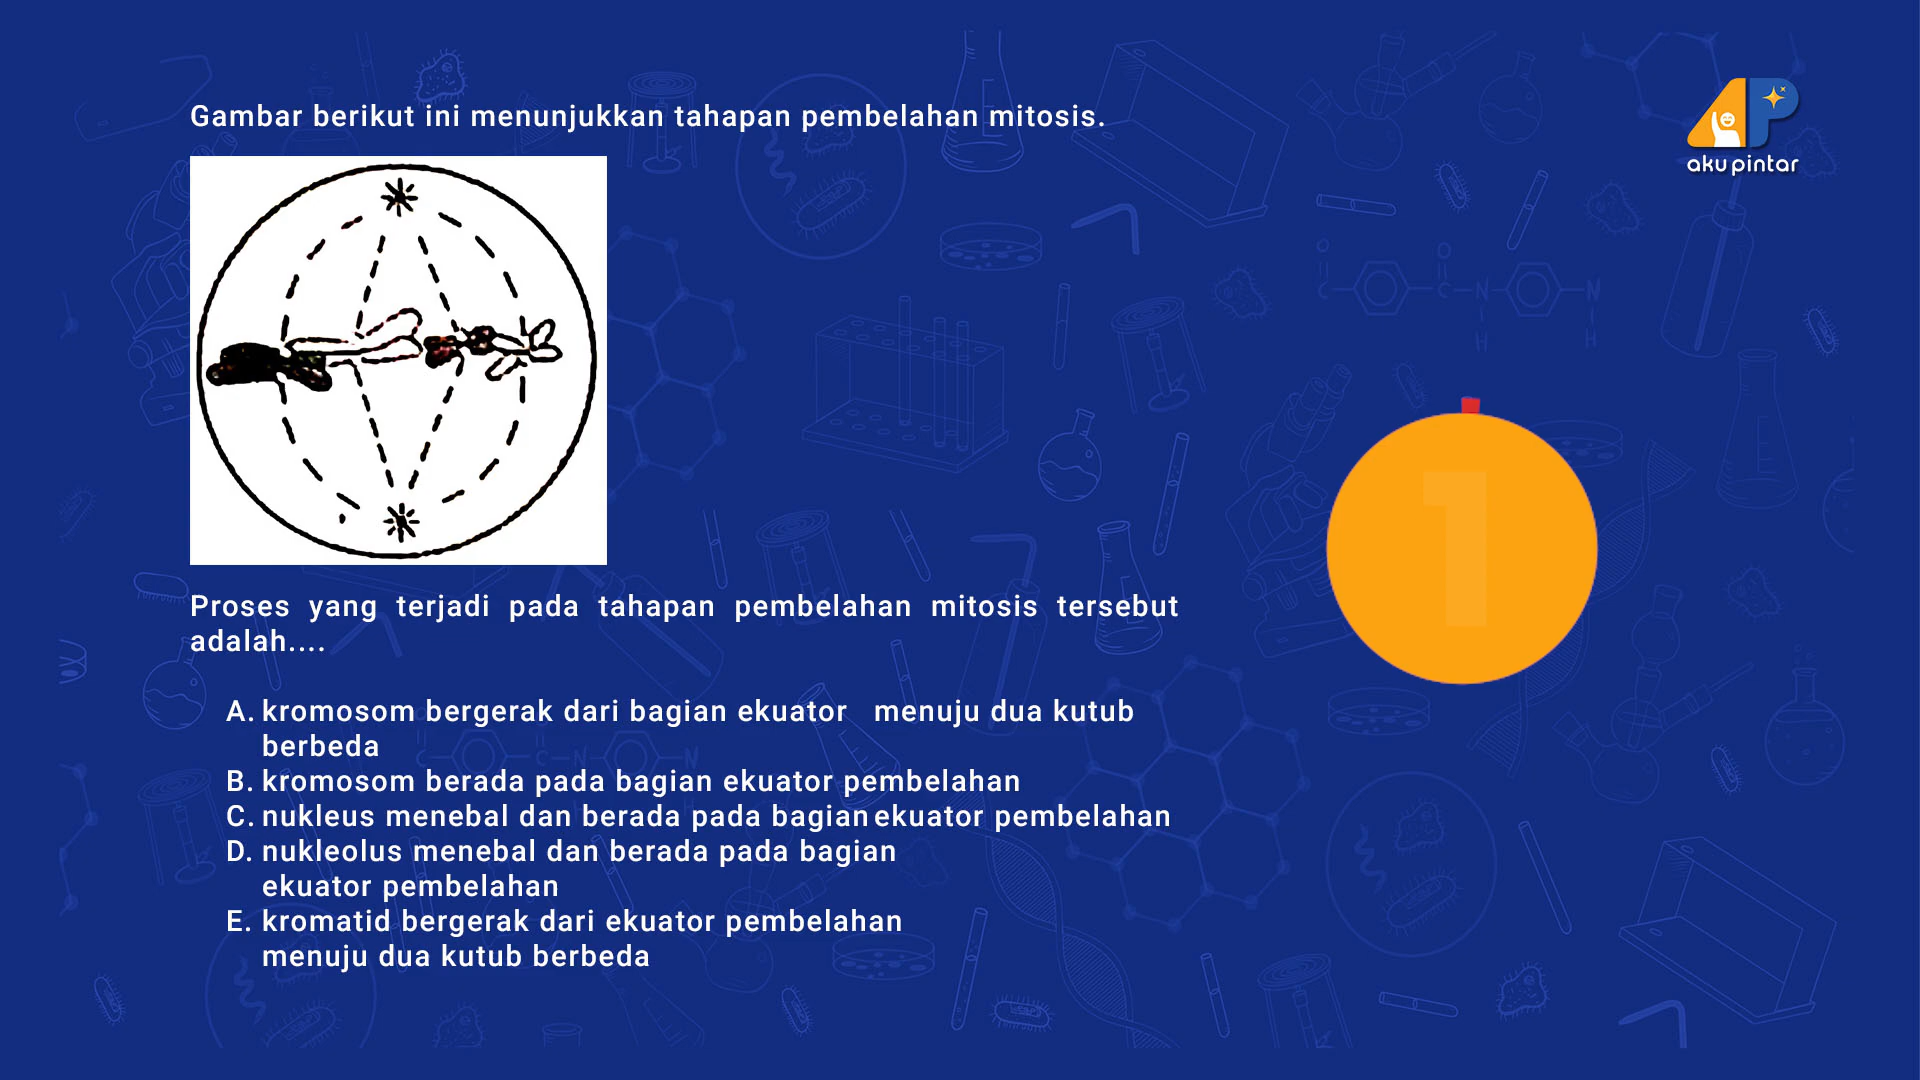 Gambar berikut ini menunjukkan tahapan pembelahan mitosis.
aku pintar
Proses yang terjadi pada tahapan pembelahan mitosis tersebut
adalah....
1
A. kromosom bergerak dari bagian ekuator menuju dua kutub
berbeda
B. kromosom berada pada bagian ekuator pembelahan
C. nukleus menebal dan berada pada bagian ekuator pembelahan
D. nukleolus menebal dan berada pada bagian
ekuator pembelahan
E. kromatid bergerak dari ekuator pembelahan
menuju dua kutub berbeda